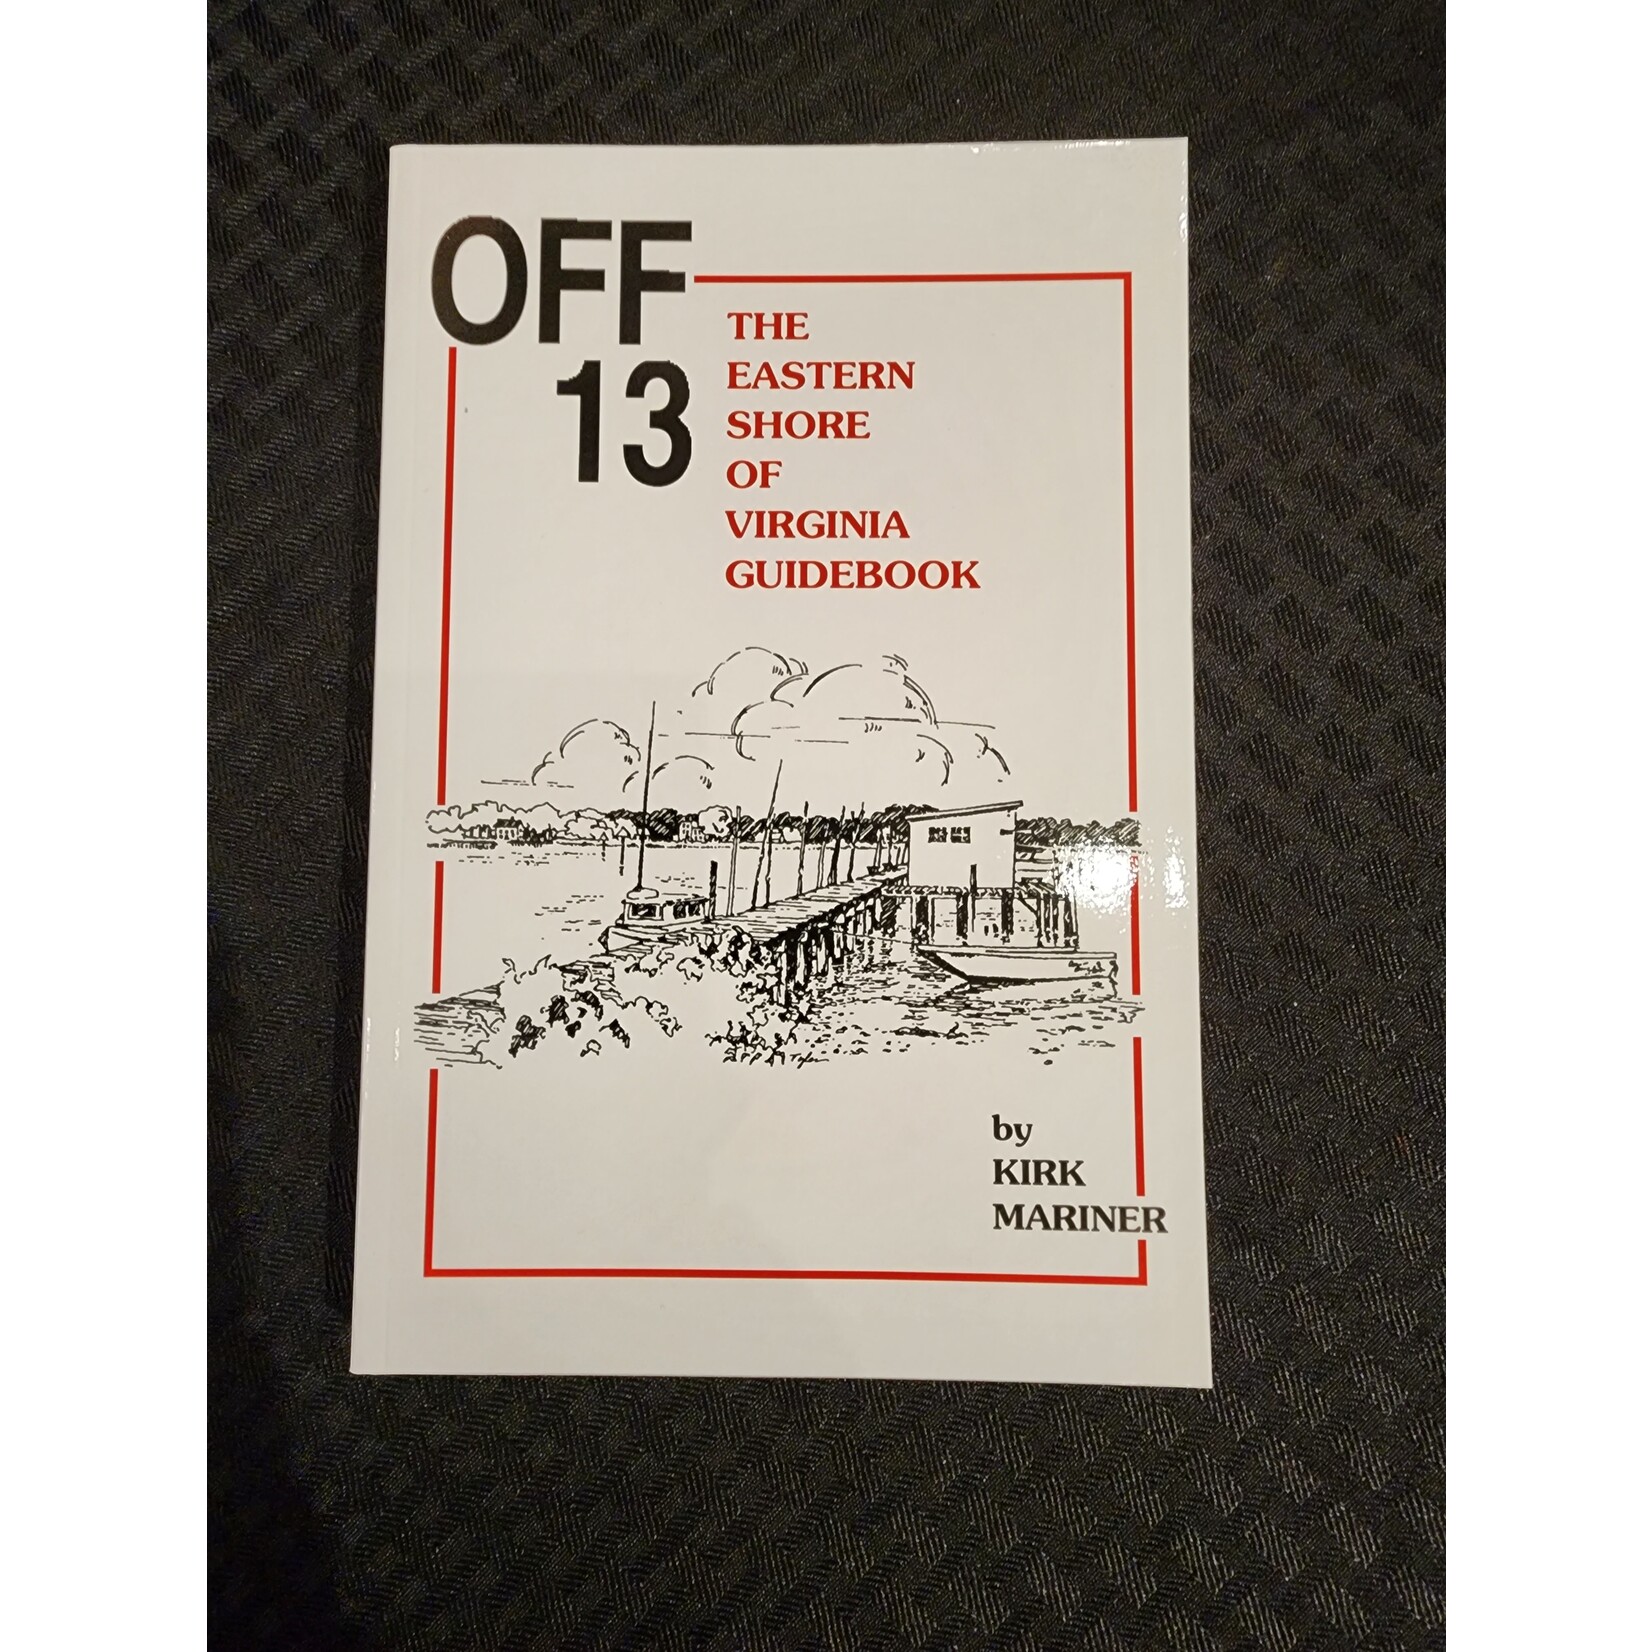 OFF
13
THE
EASTERN
SHORE
OF
VIRGINIA
GUIDEBOOK
by
KIRK
MARINER